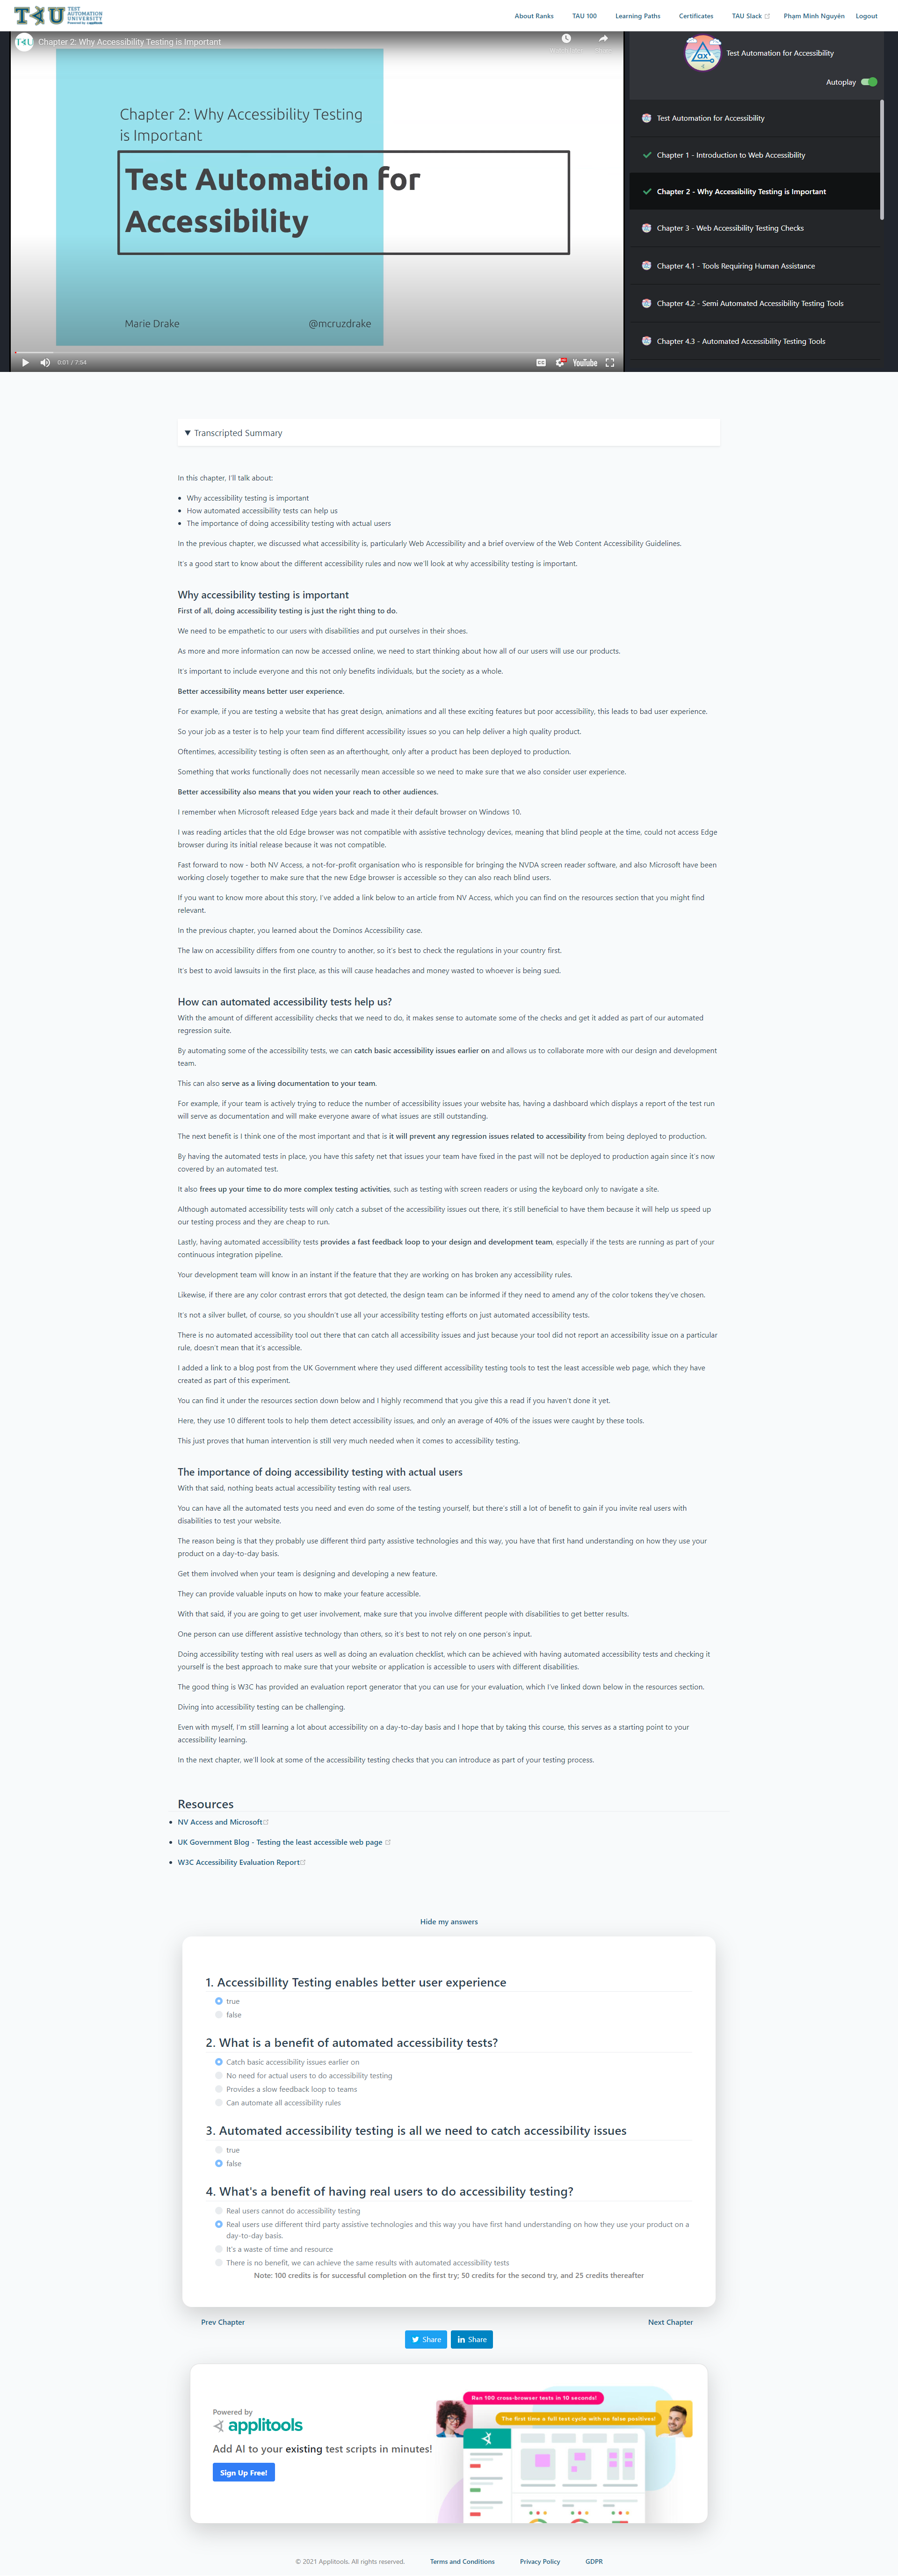 TAU TEST AUTOMATION UNIVERSITY Powered by applitools
About Ranks TAU 100 Learning Paths Certificates TAU Slack Phạm Minh Nguyên Logout
Chapter 2: Why Accessibility Testing is Important
Chapter 2: Why Accessibility Testing
is Important
Test Automation for
Accessibility
Marie Drake @mcruzdrake
0:01 / 7:54
YouTube
Test Automation for Accessibility
Autoplay
Test Automation for Accessibility
Chapter 1 - Introduction to Web Accessibility
Chapter 2 - Why Accessibility Testing is Important
Chapter 3 - Web Accessibility Testing Checks
Chapter 4.1 - Tools Requiring Human Assistance
Chapter 4.2 - Semi Automated Accessibility Testing Tools
Chapter 4.3 - Automated Accessibility Testing Tools
Transcripted Summary
In this chapter, I'll talk about:
Why accessibility testing is important
How automated accessibility tests can help us
The importance of doing accessibility testing with actual users
In the previous chapter, we discussed what accessibility is, particularly Web Accessibility and a brief overview of the Web Content Accessibility Guidelines.
It's a good start to know about the different accessibility rules and now we'll look at why accessibility testing is important.
Why accessibility testing is important
First of all, doing accessibility testing is just the right thing to do.
We need to be empathetic to our users with disabilities and put ourselves in their shoes.
As more and more information can now be accessed online, we need to start thinking about how all of our users will use our products.
It's important to include everyone and this not only benefits individuals, but the society as a whole.
Better accessibility means better user experience.
For example, if you are testing a website that has great design, animations and all these exciting features but poor accessibility, this leads to bad user experience.
So your job as a tester is to help your team find different accessibility issues so you can help deliver a high quality product.
Oftentimes, accessibility testing is often seen as an afterthought, only after a product has been deployed to production.
Something that works functionally does not necessarily mean accessible so we need to make sure that we also consider user experience.
Better accessibility also means that you widen your reach to other audiences.
I remember when Microsoft released Edge years back and made it their default browser on Windows 10.
I was reading articles that the old Edge browser was not compatible with assistive technology devices, meaning that blind people at the time, could not access Edge
browser during its initial release because it was not compatible.
Fast forward to now - both NV Access, a not-for-profit organisation who is responsible for bringing the NVDA screen reader software, and also Microsoft have been
working closely together to make sure that the new Edge browser is accessible so they can also reach blind users.
If you want to know more about this story, I've added a link below to an article from NV Access, which you can find on the resources section that you might find
relevant.
In the previous chapter, you learned about the Dominos Accessibility case.
The law on accessibility differs from one country to another, so it's best to check the regulations in your country first.
It's best to avoid lawsuits in the first place, as this will cause headaches and money wasted to whoever is being sued.
How can automated accessibility tests help us?
With the amount of different accessibility checks that we need to do, it makes sense to automate some of the checks and get it added as part of our automated
regression suite.
By automating some of the accessibility tests, we can catch basic accessibility issues earlier on and allows us to collaborate more with our design and development
team.
This can also serve as a living documentation to your team.
For example, if your team is actively trying to reduce the number of accessibility issues your website has, having a dashboard which displays a report of the test run
will serve as documentation and will make everyone aware of what issues are still outstanding.
The next benefit is I think one of the most important and that is it will prevent any regression issues related to accessibility from being deployed to production.
By having the automated tests in place, you have this safety net that issues your team have fixed in the past will not be deployed to production again since it's now
covered by an automated test.
It also frees up your time to do more complex testing activities, such as testing with screen readers or using the keyboard only to navigate a site.
Although automated accessibility tests will only catch a subset of the accessibility issues out there, it's still beneficial to have them because it will help us speed up
our testing process and they are cheap to run.
Lastly, having automated accessibility tests provides a fast feedback loop to your design and development team, especially if the tests are running as part of your
continuous integration pipeline.
Your development team will know in an instant if the feature that they are working on has broken any accessibility rules.
Likewise, if there are any color contrast errors that got detected, the design team can be informed if they need to amend any of the color tokens they've chosen.
It's not a silver bullet, of course, so you shouldn't use all your accessibility testing efforts on just automated accessibility tests.
There is no automated accessibility tool out there that can catch all accessibility issues and just because your tool did not report an accessibility issue on a particular
rule, doesn't mean that it's accessible.
I added a link to a blog post from the UK Government where they used different accessibility testing tools to test the least accessible web page, which they have
created as part of this experiment.
You can find it under the resources section down below and I highly recommend that you give this a read if you haven't done it yet.
Here, they use 10 different tools to help them detect accessibility issues, and only an average of 40% of the issues were caught by these tools.
This just proves that human intervention is still very much needed when it comes to accessibility testing.
The importance of doing accessibility testing with actual users
With that said, nothing beats actual accessibility testing with real users.
You can have all the automated tests you need and even do some of the testing yourself, but there's still a lot of benefit to gain if you invite real users with
disabilities to test your website.
The reason being is that they probably use different third party assistive technologies and this way, you have that first hand understanding on how they use your
product on a day-to-day basis.
Get them involved when your team is designing and developing a new feature.
They can provide valuable inputs on how to make your feature accessible.
With that said, if you are going to get user involvement, make sure that you involve different people with disabilities to get better results.
One person can use different assistive technology than others, so it's best to not rely on one person's input.
Doing accessibility testing with real users as well as doing an evaluation checklist, which can be achieved with having automated accessibility tests and checking it
yourself is the best approach to make sure that your website or application is accessible to users with different disabilities.
The good thing is W3C has provided an evaluation report generator that you can use for your evaluation, which I've linked down below in the resources section.
Diving into accessibility testing can be challenging.
Even with myself, I'm still learning a lot about accessibility on a day-to-day basis and I hope that by taking this course, this serves as a starting point to your
accessibility learning.
In the next chapter, we'll look at some of the accessibility testing checks that you can introduce as part of your testing process.
Resources
NV Access and Microsoft
UK Government Blog - Testing the least accessible web page
W3C Accessibility Evaluation Report
Hide my answers
1. Accessibillity Testing enables better user experience
true
false
2. What is a benefit of automated accessibility tests?
Catch basic accessibility issues earlier on
No need for actual users to do accessibility testing
Provides a slow feedback loop to teams
Can automate all accessibility rules
3. Automated accessibility testing is all we need to catch accessibility issues
true
false
4. What's a benefit of having real users to do accessibility testing?
Real users cannot do accessibility testing
Real users use different third party assistive technologies and this way you have first hand understanding on how they use your product on a
day-to-day basis.
It's a waste of time and resource
There is no benefit, we can achieve the same results with automated accessibility tests
Note: 100 credits is for successful completion on the first try; 50 credits for the second try, and 25 credits thereafter
Prev Chapter Next Chapter
Share Share
Powered by
applitools
Add AI to your existing test scripts in minutes!
Sign Up Free!
Ran 100 cross-browser tests in 10 seconds!
The first time a full test cycle with no false positives!
© 2021 Applitools. All rights reserved. Terms and Conditions Privacy Policy GDPR